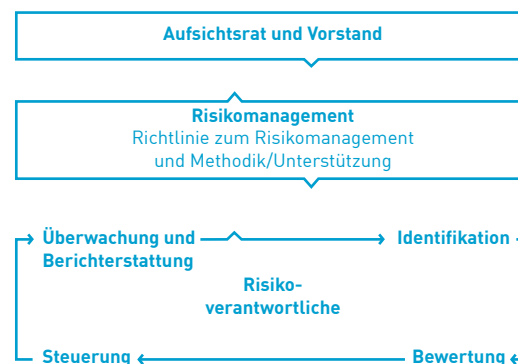 Aufsichtsrat und Vorstand
Risikomanagement
Richtlinie zum Risikomanagement
und Methodik/Unterstützung
Überwachung und
Berichterstattung
Identifikation
Risiko-
verantwortliche
Steuerung
Bewertung